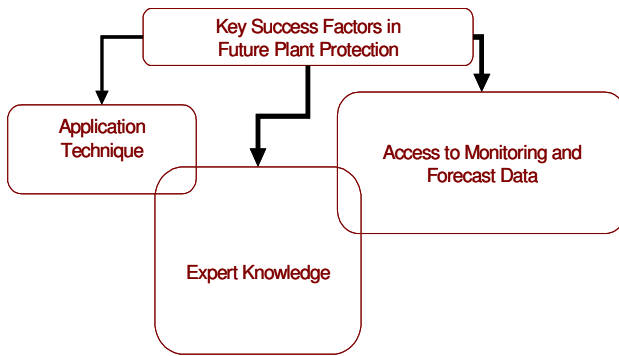 Key Success Factors in
Future Plant Protection
Application
Technique
Access to Monitoring and
Forecast Data
Expert Knowledge